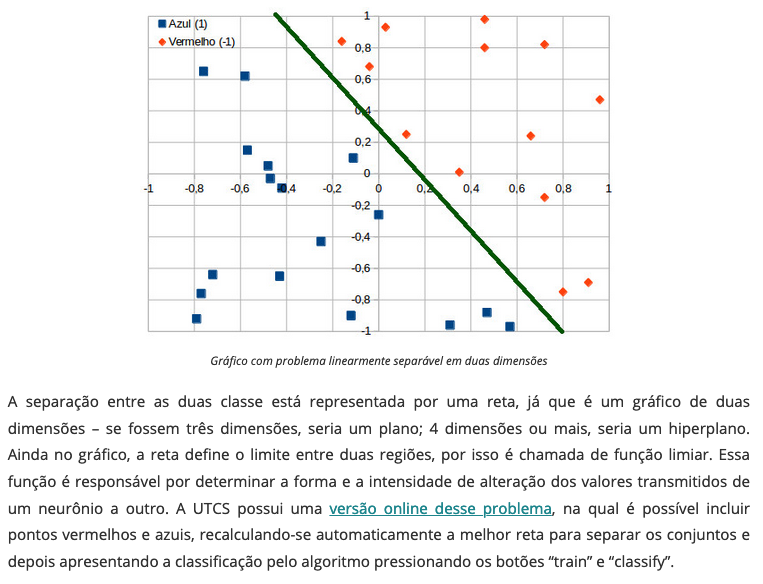 Azul (1)
Vermelho (-1)
1
0,8
0,6
0,4
0,2
0
-1 -0,8 -0,6 -0,4 -0,2 0 0,2 0,4 0,6 0,8 1
-0,2
-0,4
-0,6
-0,8
-1
Gráfico com problema linearmente separável em duas dimensões
A separação entre as duas classe está representada por uma reta, já que é um gráfico de duas
dimensões – se fossem três dimensões, seria um plano; 4 dimensões ou mais, seria um hiperplano.
Ainda no gráfico, a reta define o limite entre duas regiões, por isso é chamada de função limiar. Essa
função é responsável por determinar a forma e a intensidade de alteração dos valores transmitidos de
um neurônio a outro. A UTCS possui uma versão online desse problema, na qual é possível incluir
pontos vermelhos e azuis, recalculando-se automaticamente a melhor reta para separar os conjuntos e
depois apresentando a classificação pelo algoritmo pressionando os botões “train” e “classify”.